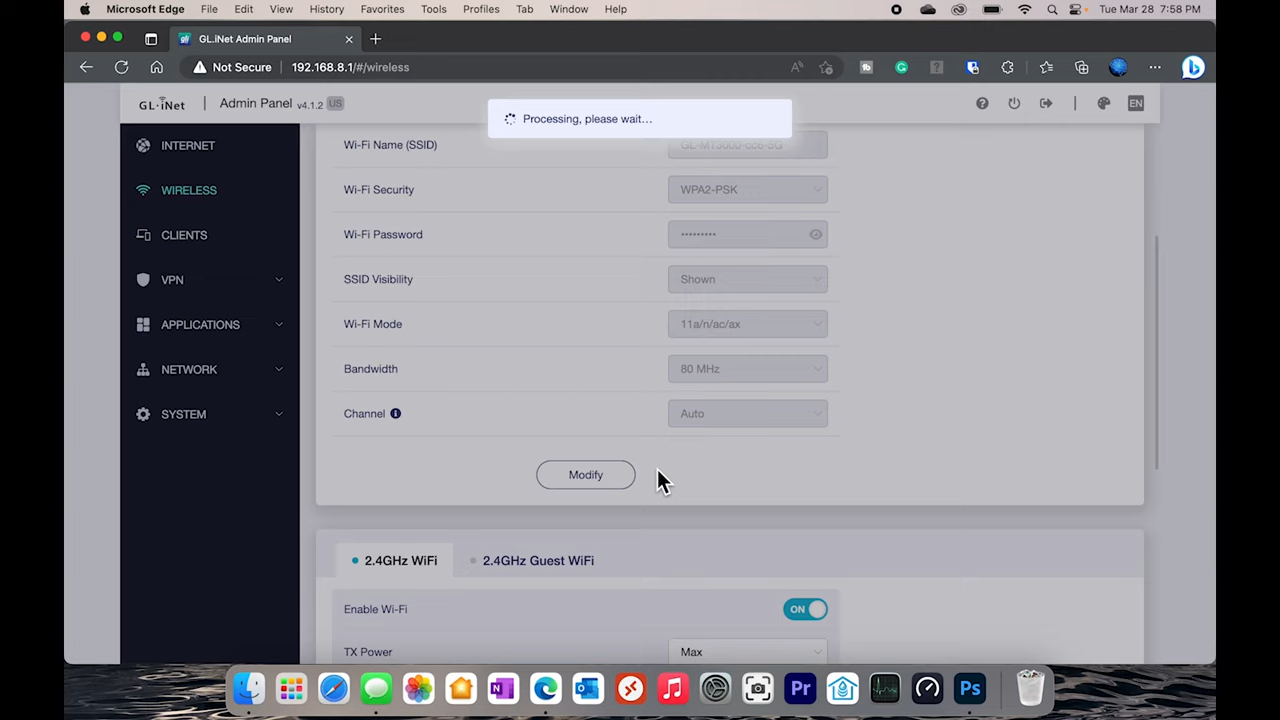 Microsoft Edge File Edit View History Favorites Tools Profiles Tab Window Help Tue Mar 28 7:58 PM
GL.iNet Admin Panel
Not Secure 192.168.8.1/#/wireless
GL·iNet Admin Panel v4.1.2 US EN
Processing, please wait...
INTERNET
WIRELESS
CLIENTS
VPN
APPLICATIONS
NETWORK
SYSTEM
Wi-Fi Name (SSID)
Wi-Fi Security WPA2-PSK
Wi-Fi Password •••••••••
SSID Visibility Shown
Wi-Fi Mode 11a/n/ac/ax
Bandwidth 80 MHz
Channel Auto
Modify
2.4GHz WiFi 2.4GHz Guest WiFi
Enable Wi-Fi ON
TX Power Max
Pr Ps